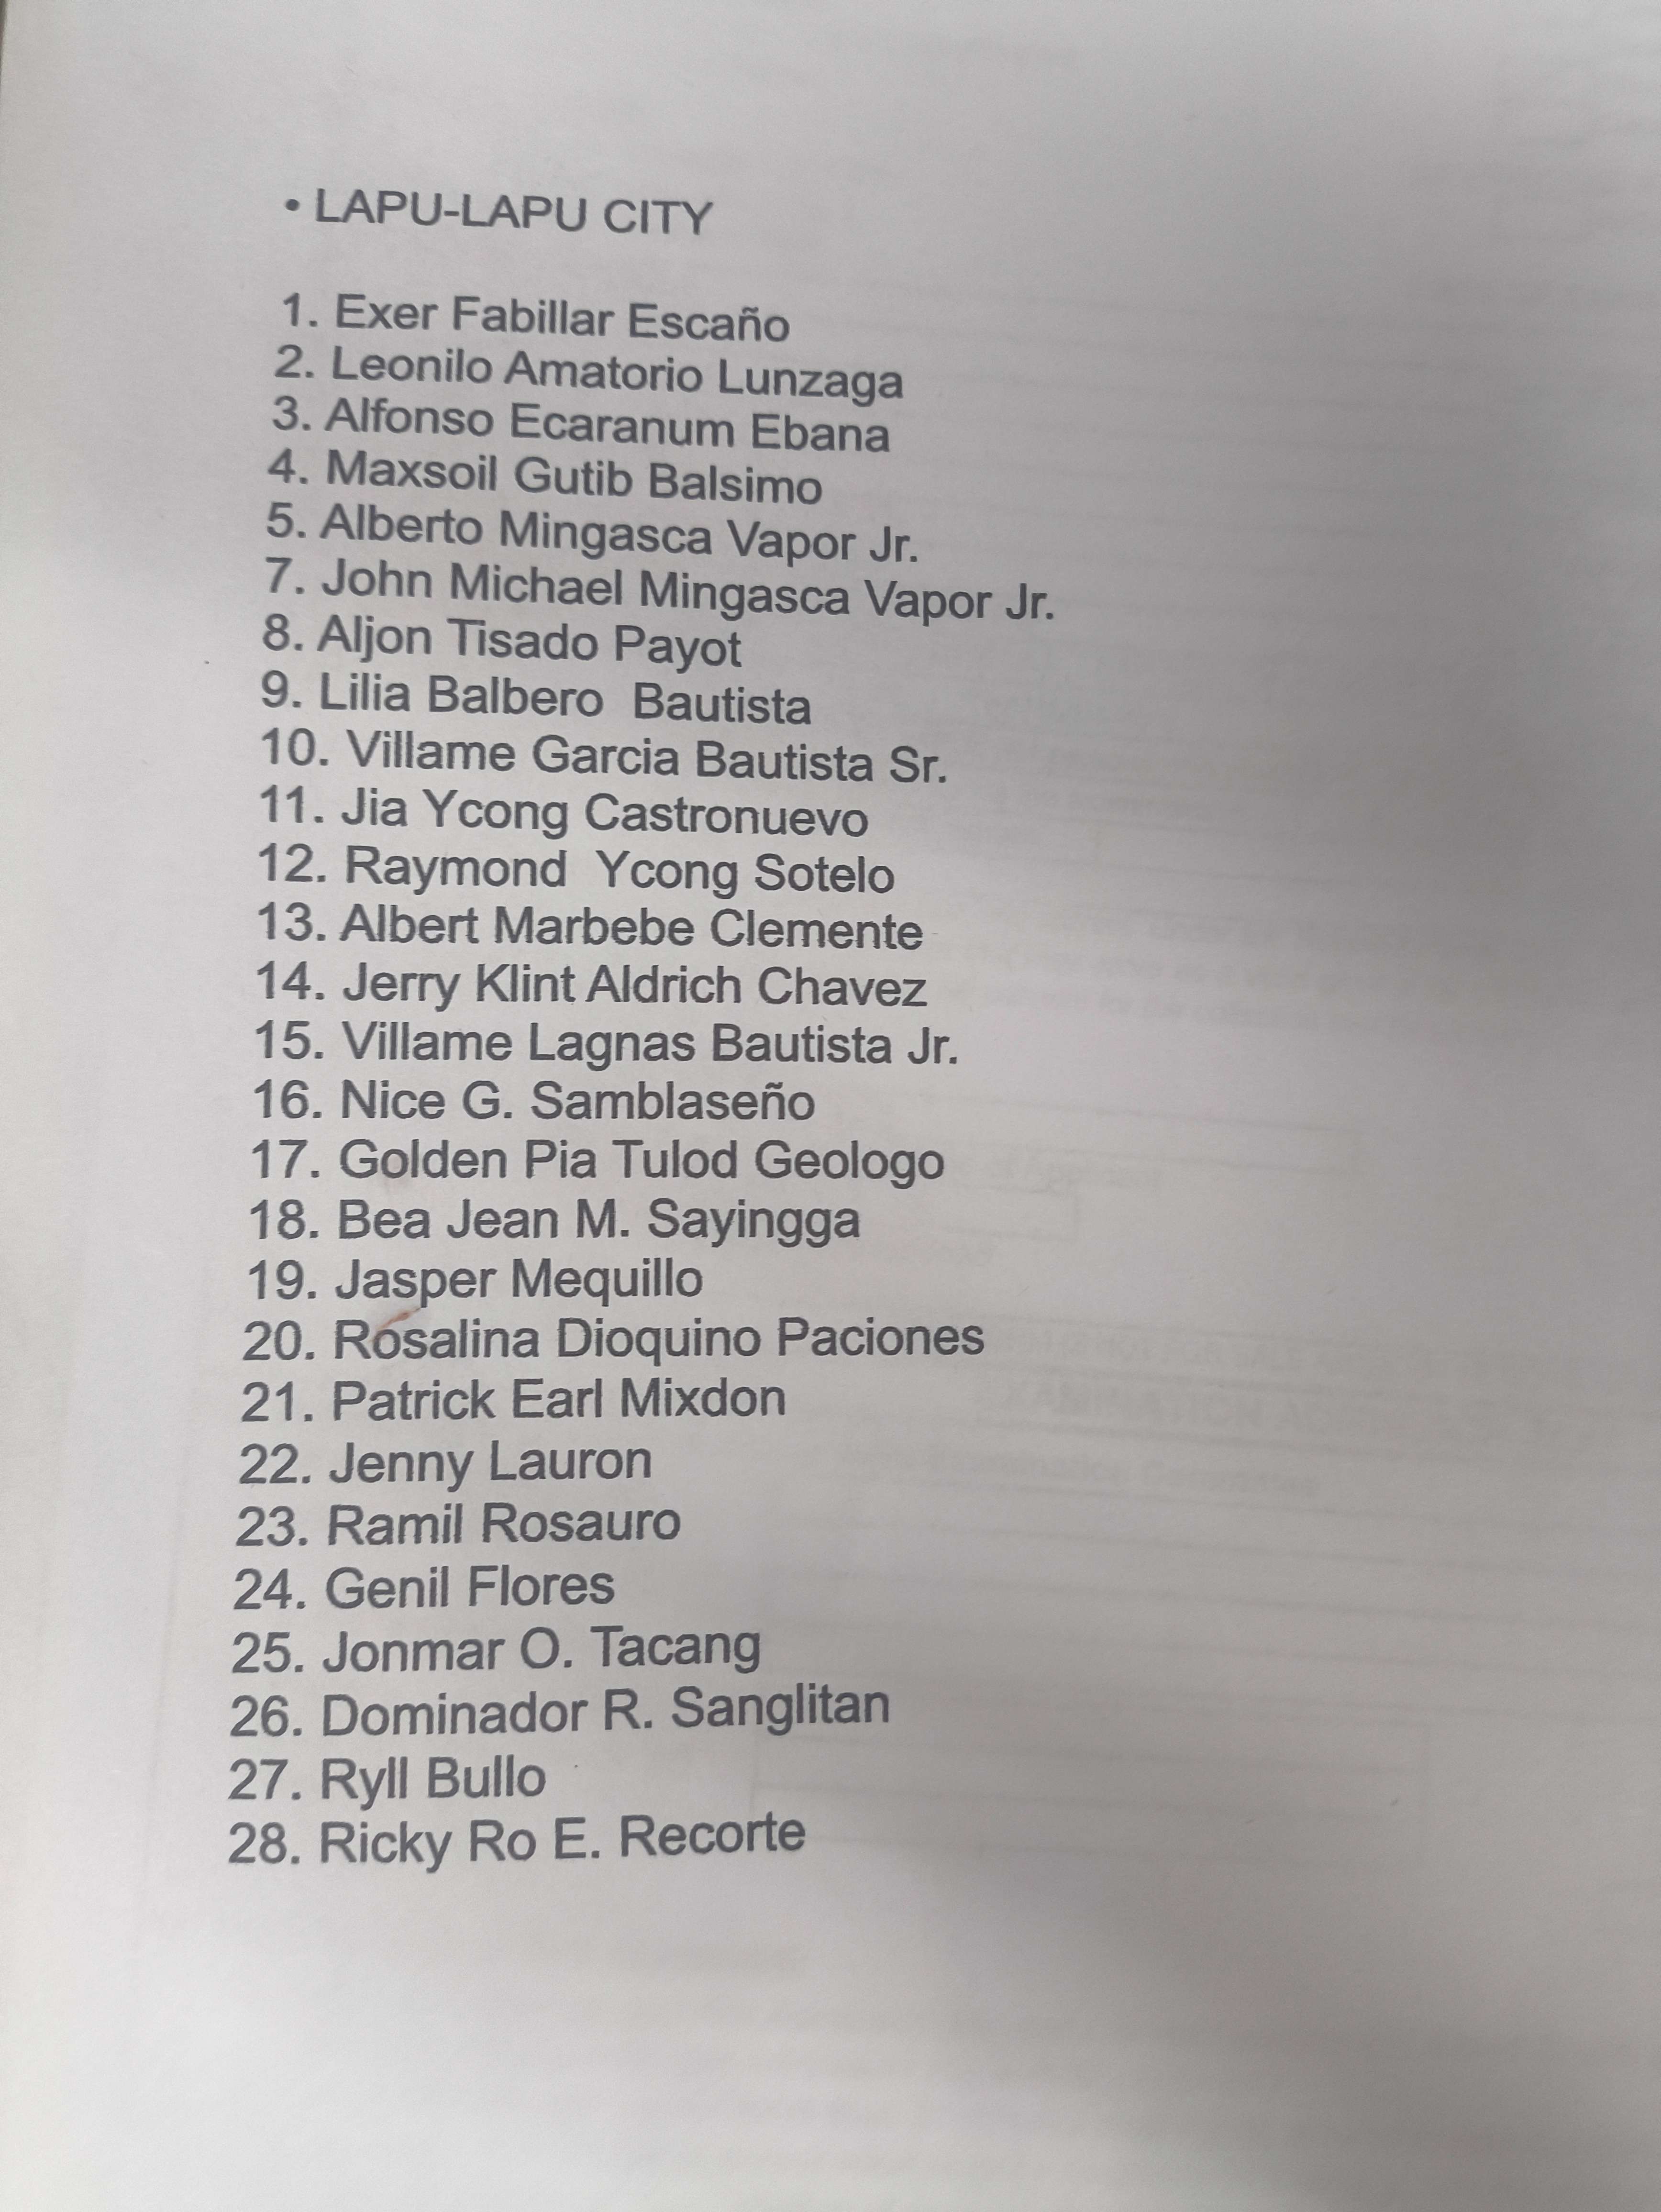 • LAPU-LAPU CITY
1. Exer Fabillar Escaño
2. Leonilo Amatorio Lunzaga
3. Alfonso Ecaranum Ebana
4. Maxsoil Gutib Balsimo
5. Alberto Mingasca Vapor Jr.
7. John Michael Mingasca Vapor Jr.
8. Aljon Tisado Payot
9. Lilia Balbero Bautista
10. Villame Garcia Bautista Sr.
11. Jia Ycong Castronuevo
12. Raymond Ycong Sotelo
13. Albert Marbebe Clemente
14. Jerry Klint Aldrich Chavez
15. Villame Lagnas Bautista Jr.
16. Nice G. Samblaseño
17. Golden Pia Tulod Geologo
18. Bea Jean M. Sayingga
19. Jasper Mequillo
20. Rosalina Dioquino Paciones
21. Patrick Earl Mixdon
22. Jenny Lauron
23. Ramil Rosauro
24. Genil Flores
25. Jonmar O. Tacang
26. Dominador R. Sanglitan
27. Ryll Bullo
28. Ricky Ro E. Recorte